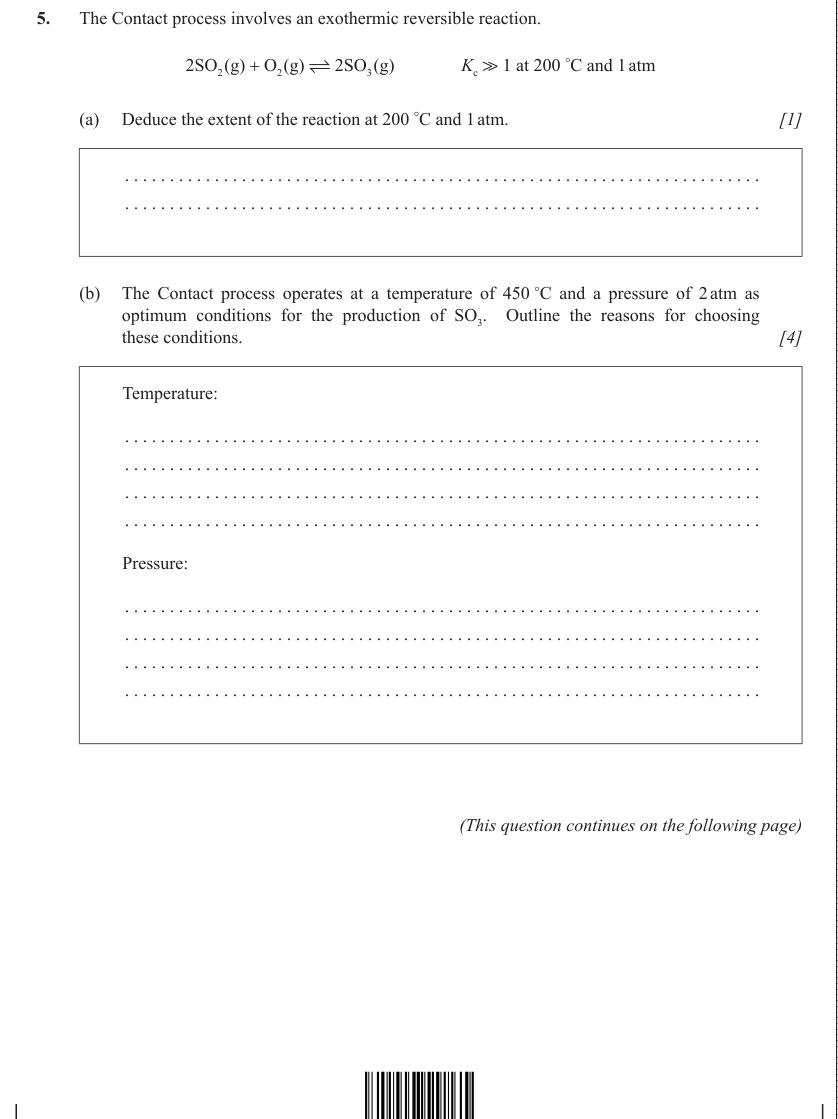 5. The Contact process involves an exothermic reversible reaction.
2SO₂(g) + O₂(g) ⇌ 2SO₃(g) K꜀ ≫ 1 at 200 °C and 1 atm
(a) Deduce the extent of the reaction at 200 °C and 1 atm. [1]
(b) The Contact process operates at a temperature of 450 °C and a pressure of 2 atm as
optimum conditions for the production of SO₃. Outline the reasons for choosing
these conditions. [4]
Temperature:
Pressure:
(This question continues on the following page)